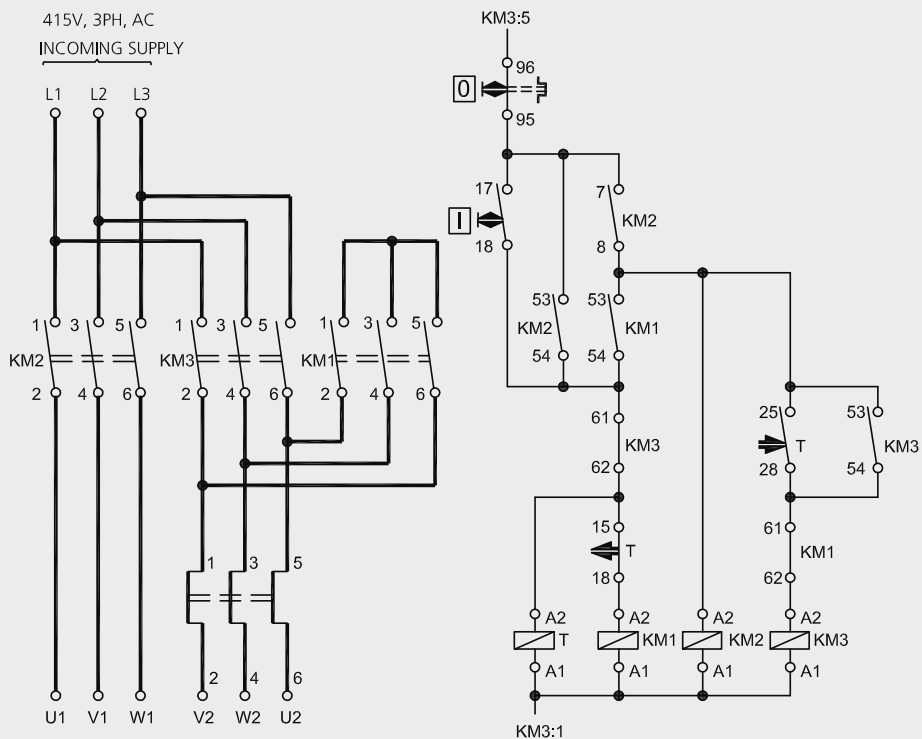 415V, 3PH, AC
INCOMING SUPPLY
L1 L2 L3
1 3 5 1 3 5 1 3 5
KM2 KM3 KM1
2 4 6 2 4 6 2 4 6
1 3 5
2 4 6
U1 V1 W1 V2 W2 U2
KM3:5
96
0
95
17 7
I KM2
18 8
53 53 
KM2 KM1
54 54
61 25 53
KM3 T KM3
62 28 54
15 61
T KM1
18 62
A2 A2 A2 A2
T KM1 KM2 KM3
A1 A1 A1 A1
KM3:1